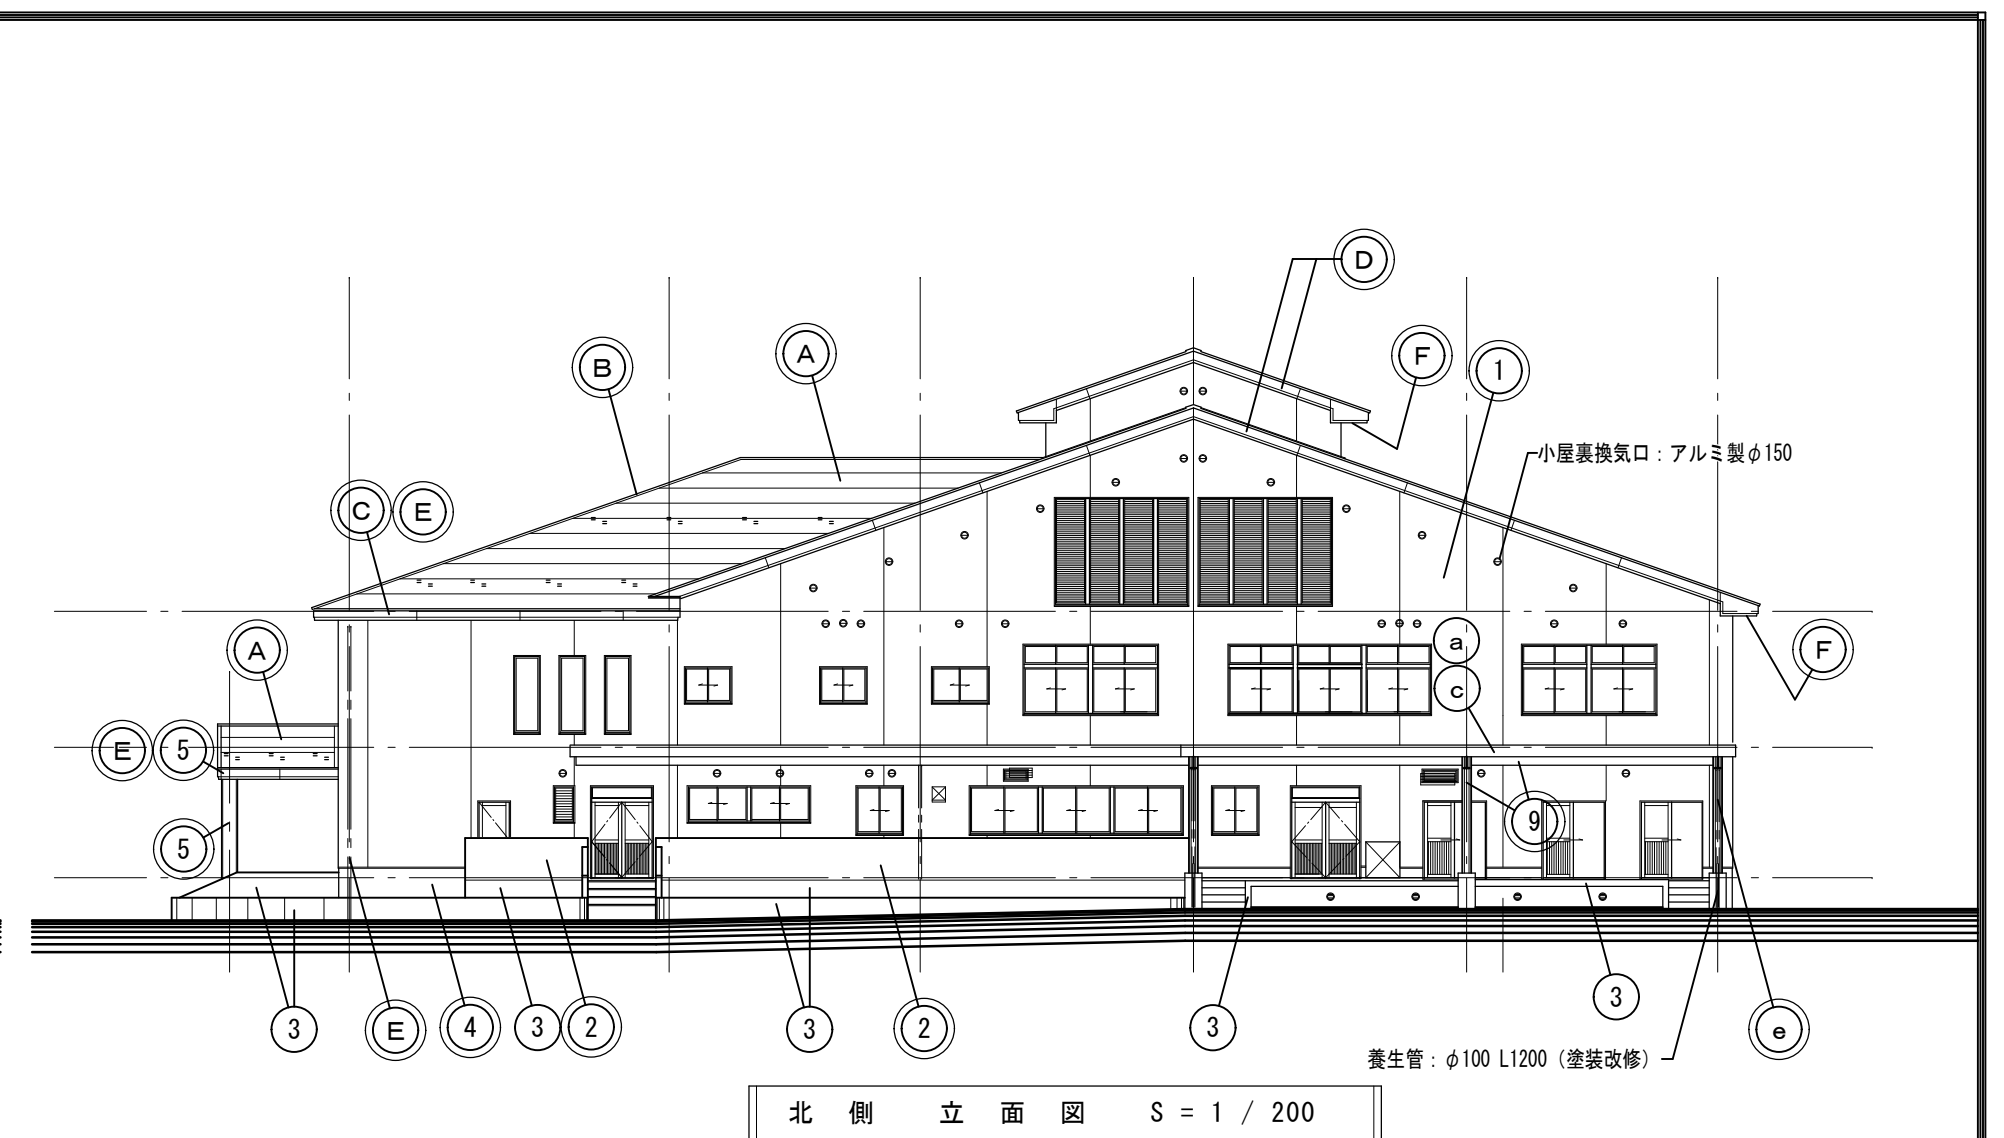 D
F
1
A
B
小屋裏換気口：アルミ製φ150
C E
a
A
F
c
E 5
9
5
3
3 E 4 3 2 3 2 3 e
養生管：φ100 L1200（塗装改修）
北側 立面図 S = 1 / 200